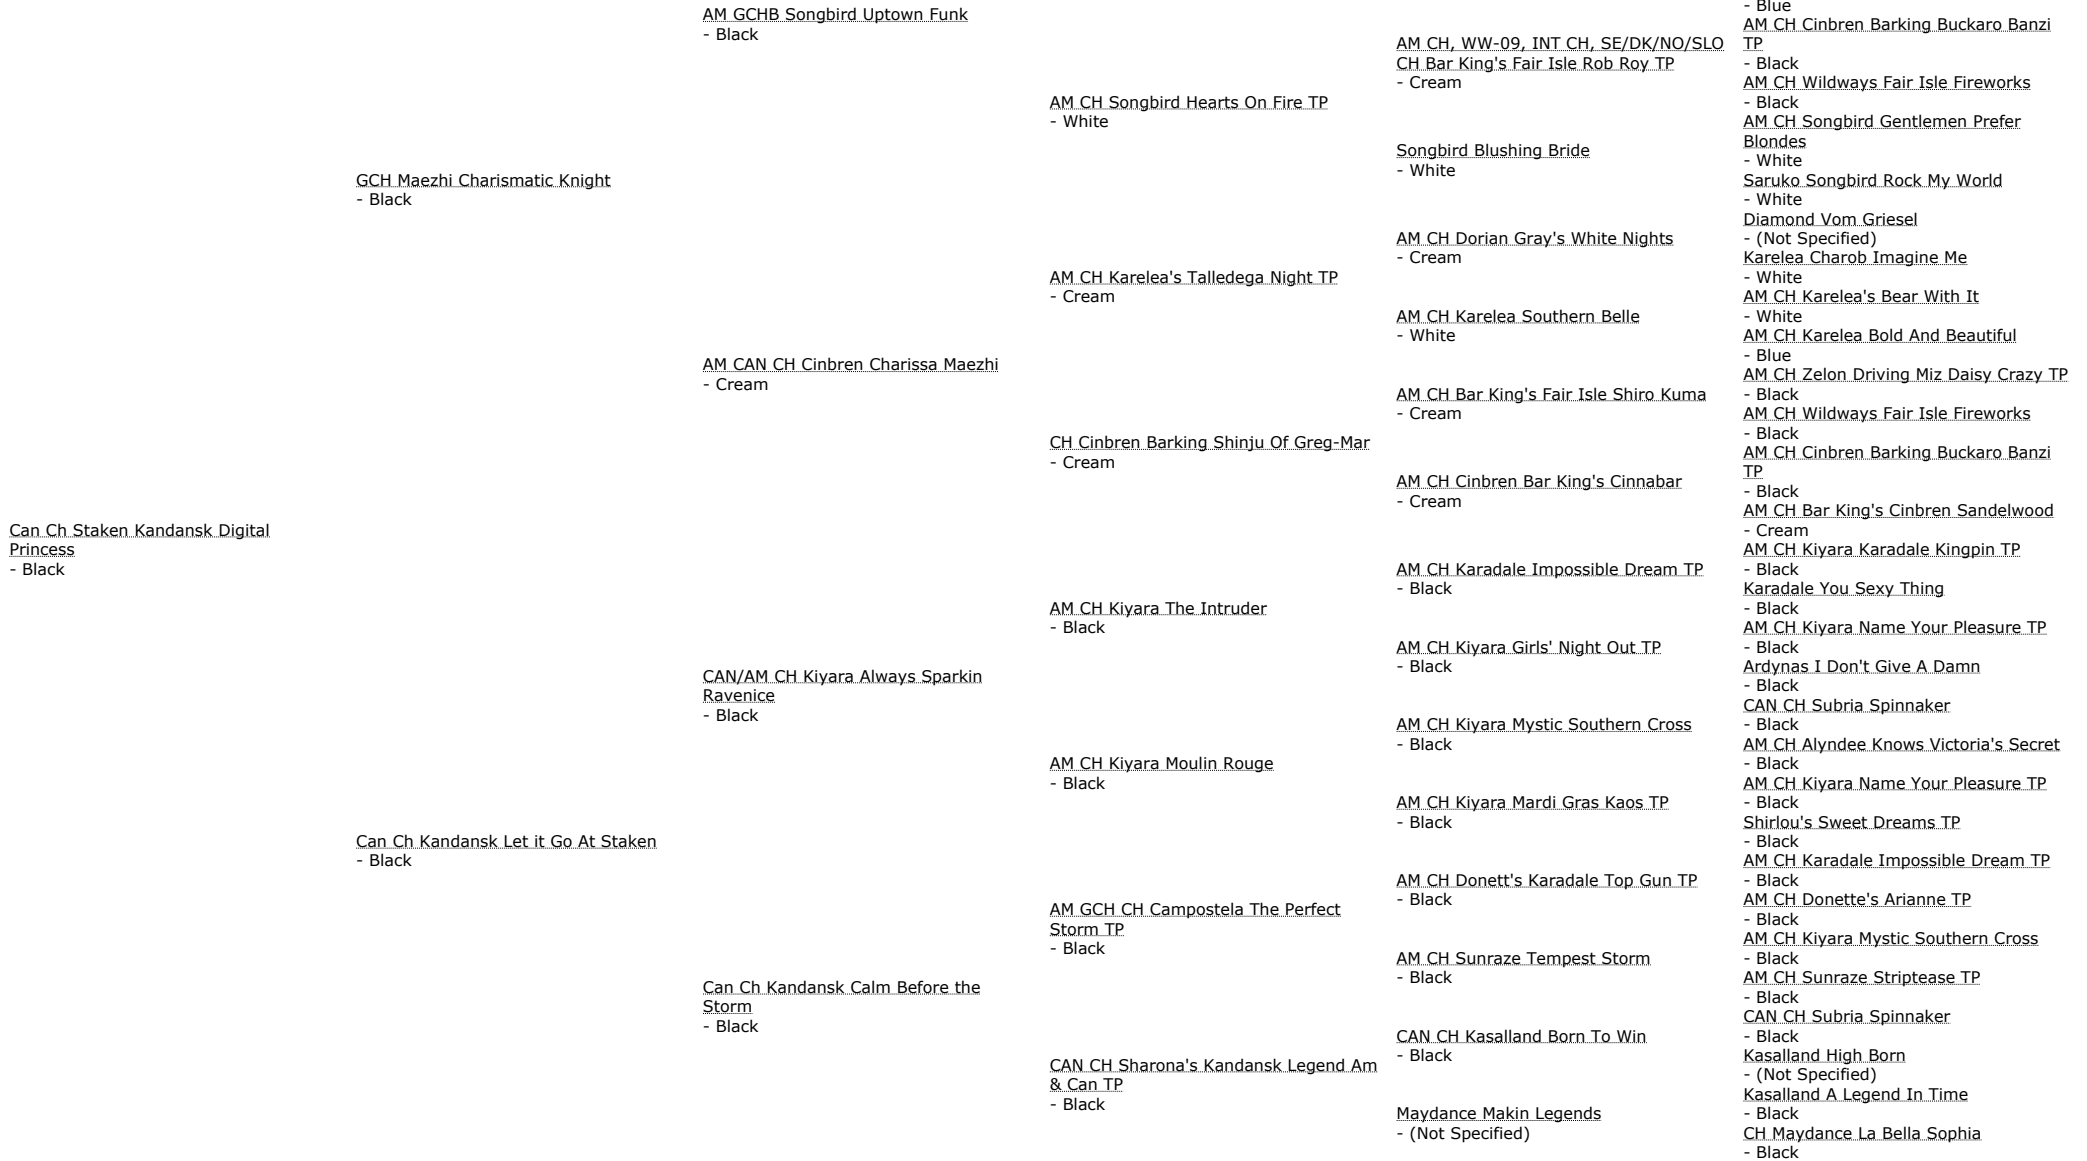 Can Ch Staken Kandansk Digital
Princess
- Black
GCH Maezhi Charismatic Knight
- Black
Can Ch Kandansk Let it Go At Staken
- Black
AM GCHB Songbird Uptown Funk
- Black
AM CAN CH Cinbren Charissa Maezhi
- Cream
CAN/AM CH Kiyara Always Sparkin
Ravenice
- Black
Can Ch Kandansk Calm Before the
Storm
- Black
AM CH Songbird Hearts On Fire TP
- White
AM CH Karelea's Talledega Night TP
- Cream
CH Cinbren Barking Shinju Of Greg-Mar
- Cream
AM CH Kiyara The Intruder
- Black
AM CH Kiyara Moulin Rouge
- Black
AM GCH CH Campostela The Perfect
Storm TP
- Black
CAN CH Sharona's Kandansk Legend Am
& Can TP
- Black
AM CH, WW-09, INT CH, SE/DK/NO/SLO
CH Bar King's Fair Isle Rob Roy TP
- Cream
Songbird Blushing Bride
- White
AM CH Dorian Gray's White Nights
- Cream
AM CH Karelea Southern Belle
- White
AM CH Bar King's Fair Isle Shiro Kuma
- Cream
AM CH Cinbren Bar King's Cinnabar
- Cream
AM CH Karadale Impossible Dream TP
- Black
AM CH Kiyara Girls' Night Out TP
- Black
AM CH Kiyara Mystic Southern Cross
- Black
AM CH Kiyara Mardi Gras Kaos TP
- Black
AM CH Donett's Karadale Top Gun TP
- Black
AM CH Sunraze Tempest Storm
- Black
CAN CH Kasalland Born To Win
- Black
Maydance Makin Legends
- (Not Specified)
- Blue
AM CH Cinbren Barking Buckaro Banzi
TP
- Black
AM CH Wildways Fair Isle Fireworks
- Black
AM CH Songbird Gentlemen Prefer
Blondes
- White
Saruko Songbird Rock My World
- White
Diamond Vom Griesel
- (Not Specified)
Karelea Charob Imagine Me
- White
AM CH Karelea's Bear With It
- White
AM CH Karelea Bold And Beautiful
- Blue
AM CH Zelon Driving Miz Daisy Crazy TP
- Black
AM CH Wildways Fair Isle Fireworks
- Black
AM CH Cinbren Barking Buckaro Banzi
TP
- Black
AM CH Bar King's Cinbren Sandelwood
- Cream
AM CH Kiyara Karadale Kingpin TP
- Black
Karadale You Sexy Thing
- Black
AM CH Kiyara Name Your Pleasure TP
- Black
Ardynas I Don't Give A Damn
- Black
CAN CH Subria Spinnaker
- Black
AM CH Alyndee Knows Victoria's Secret
- Black
AM CH Kiyara Name Your Pleasure TP
- Black
Shirlou's Sweet Dreams TP
- Black
AM CH Karadale Impossible Dream TP
- Black
AM CH Donette's Arianne TP
- Black
AM CH Kiyara Mystic Southern Cross
- Black
AM CH Sunraze Striptease TP
- Black
CAN CH Subria Spinnaker
- Black
Kasalland High Born
- (Not Specified)
Kasalland A Legend In Time
- Black
CH Maydance La Bella Sophia
- Black